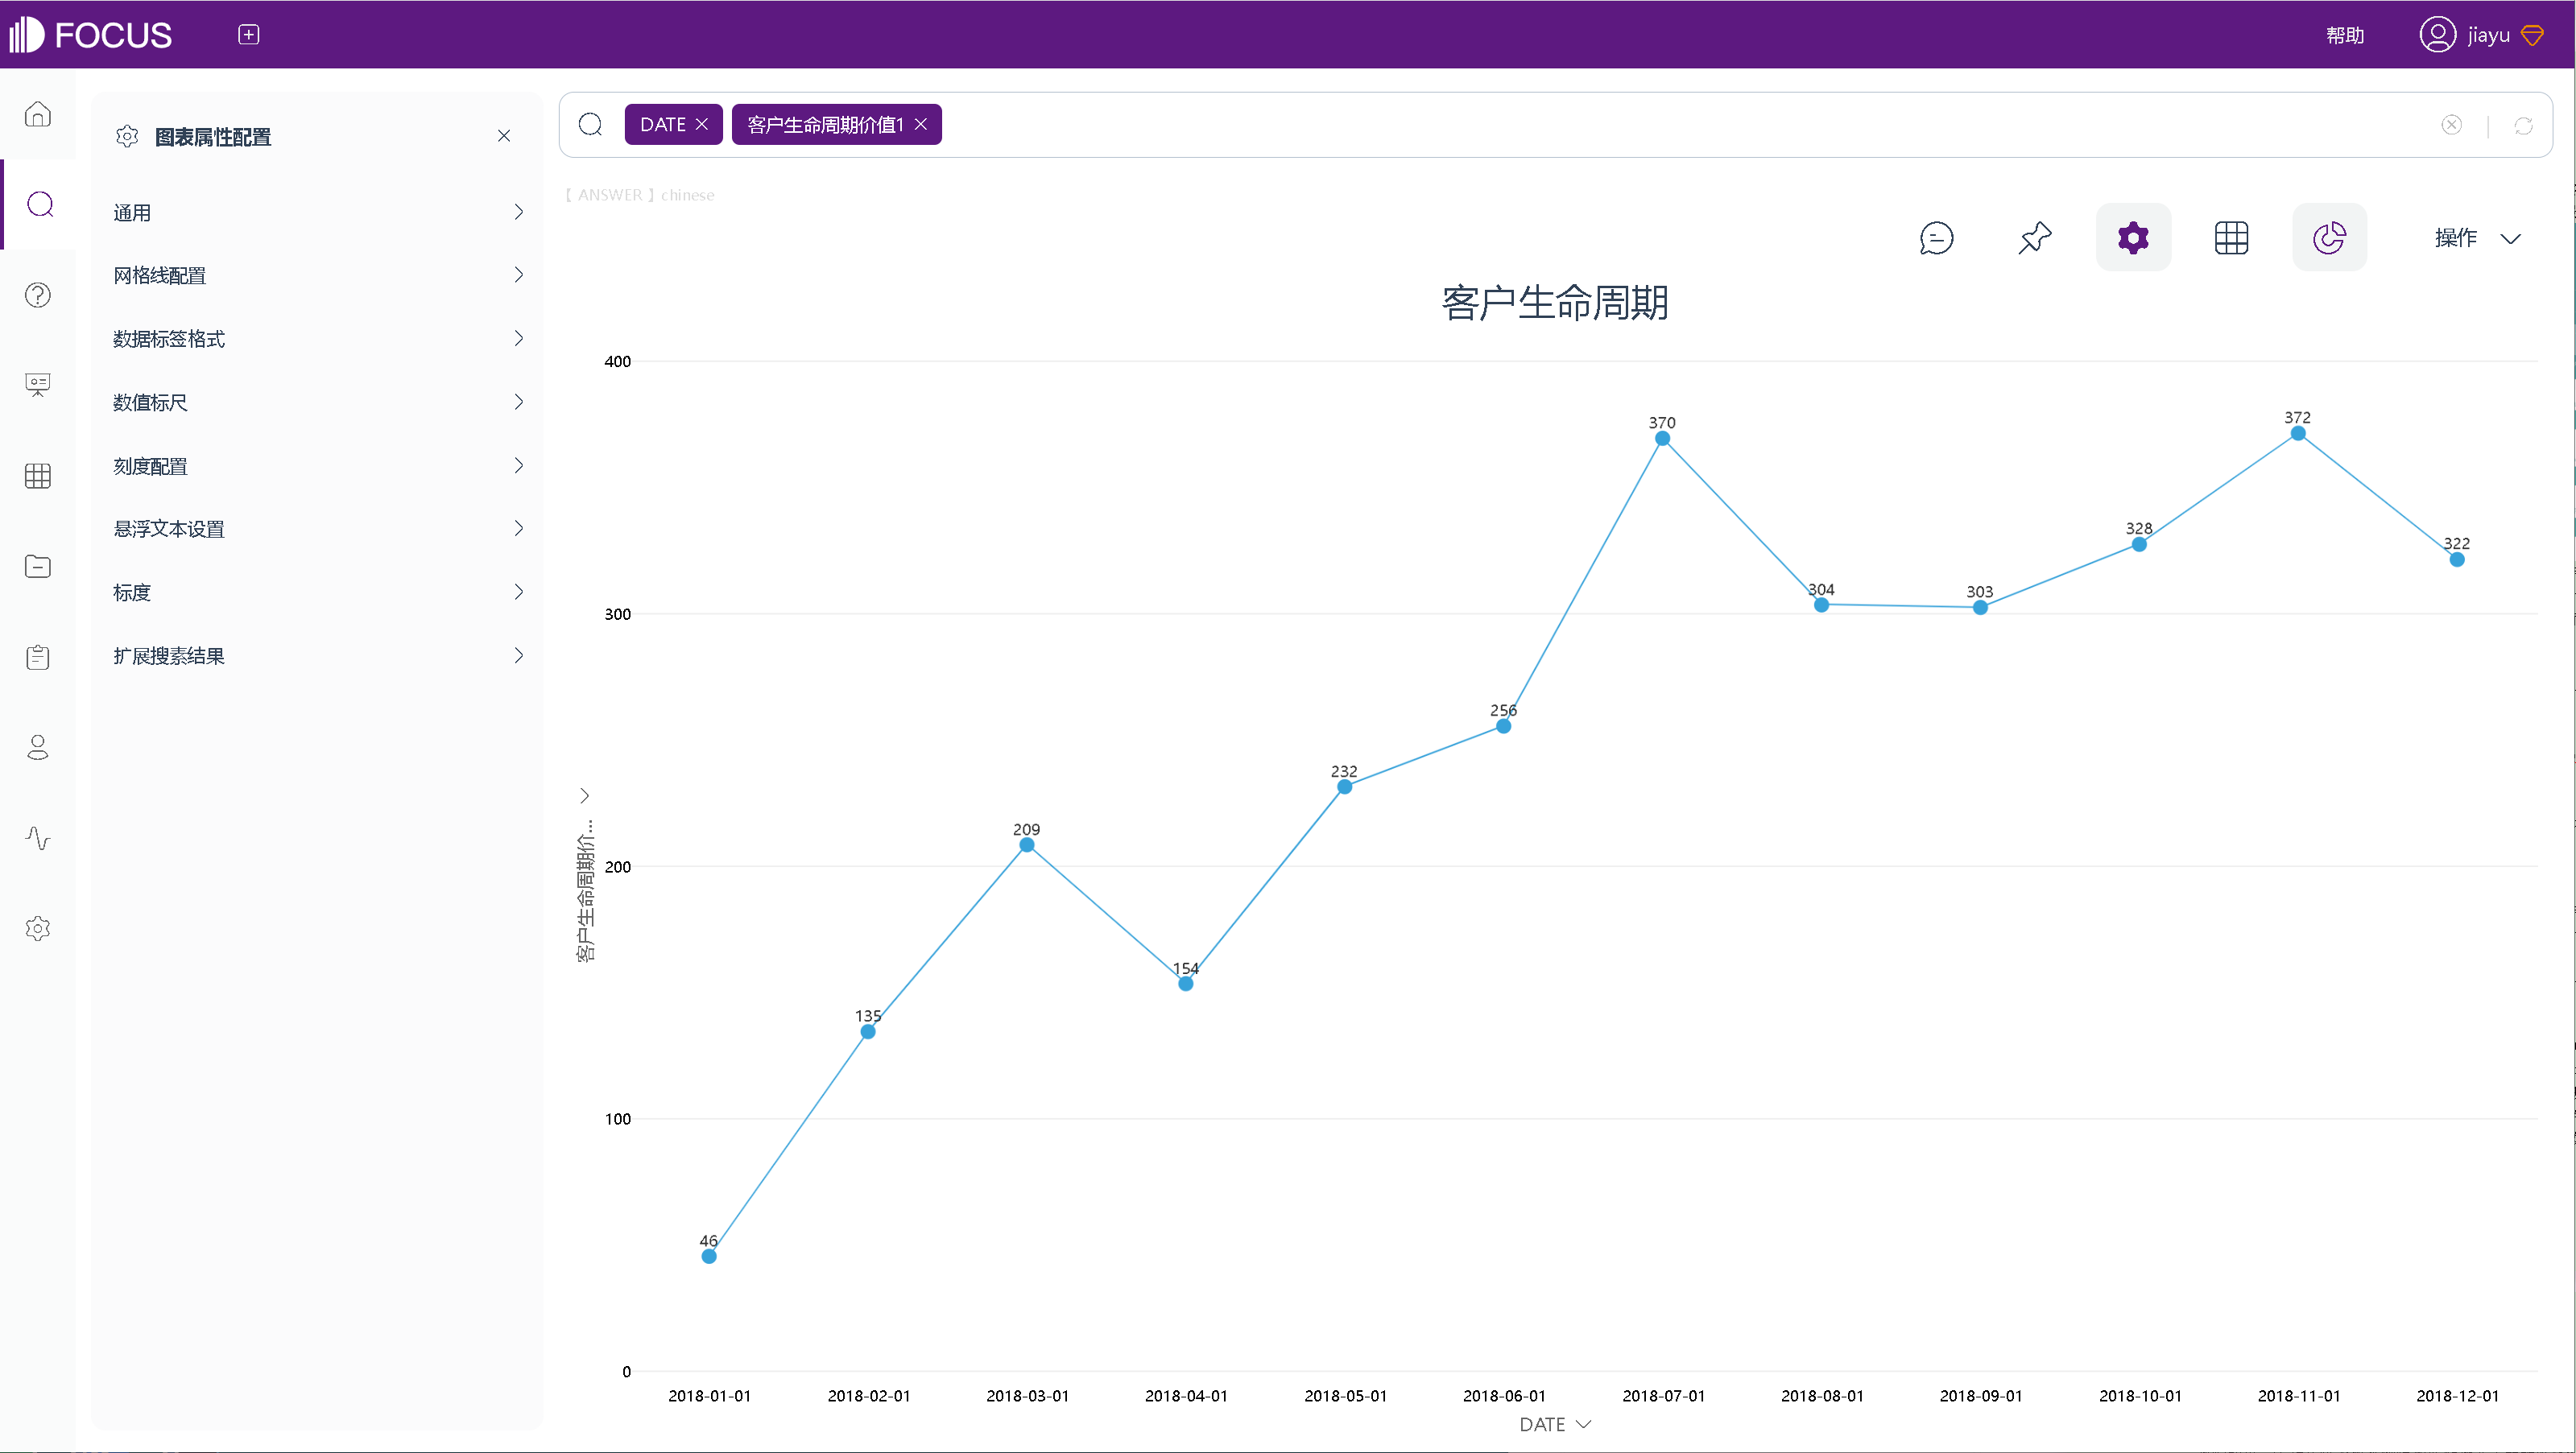 FOCUS
帮助
jiayu
图表属性配置
通用
网格线配置
数据标签格式
数值标尺
刻度配置
悬浮文本设置
标度
扩展搜素结果
DATE
客户生命周期价值1
【 ANSWER 】chinese
操作
客户生命周期
400
300
200
100
0
客户生命周期价...
46
135
209
154
232
256
370
304
303
328
372
322
2018-01-01
2018-02-01
2018-03-01
2018-04-01
2018-05-01
2018-06-01
2018-07-01
2018-08-01
2018-09-01
2018-10-01
2018-11-01
2018-12-01
DATE